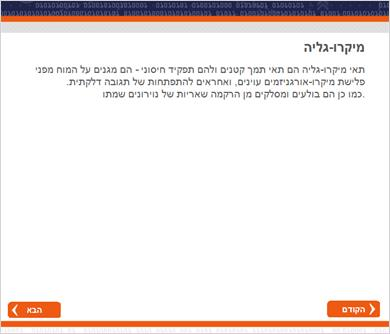 מיקרו-גליה
תאי מיקרו-גליה הם תאי תמך קטנים ולהם תפקיד חיסוני - הם מגנים על המוח מפני
פלישת מיקרו-אורגניזמים עוינים, ואחראים להתפתחות של תגובה דלקתית.
.כמו כן הם בולעים ומסלקים מן הרקמה שאריות של נוירונים שמתו
הקודם
הבא